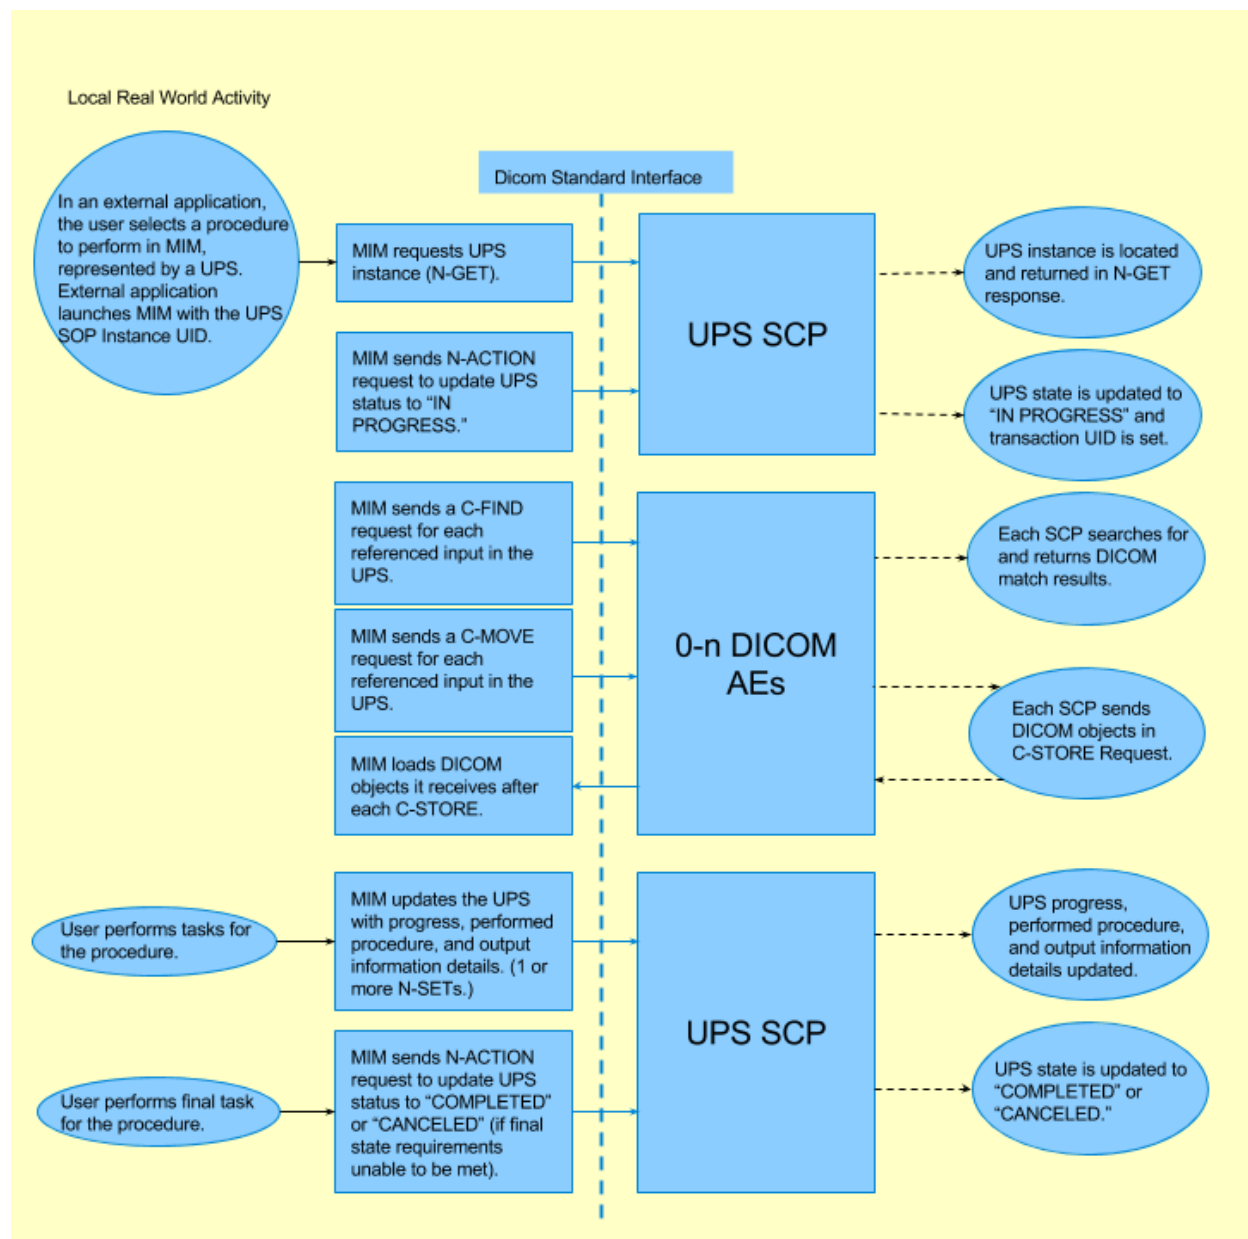 Local Real World Activity
Dicom Standard Interface
In an external application,
the user selects a procedure
to perform in MIM,
represented by a UPS.
External application
launches MIM with the UPS
SOP Instance UID.
MIM requests UPS
instance (N-GET).
UPS SCP
UPS instance is located
and returned in N-GET
response.
MIM sends N-ACTION
request to update UPS
status to “IN
PROGRESS.”
UPS state is updated to
“IN PROGRESS” and
transaction UID is set.
MIM sends a C-FIND
request for each
referenced input in the
UPS.
0-n DICOM
AEs
Each SCP searches for
and returns DICOM
match results.
MIM sends a C-MOVE
request for each
referenced input in the
UPS.
Each SCP sends
DICOM objects in
C-STORE Request.
MIM loads DICOM
objects it receives after
each C-STORE.
User performs tasks for
the procedure.
MIM updates the UPS
with progress, performed
procedure, and output
information details. (1 or
more N-SETs.)
UPS SCP
UPS progress,
performed procedure,
and output information
details updated.
User performs final task
for the procedure.
MIM sends N-ACTION
request to update UPS
status to “COMPLETED”
or “CANCELED” (if final
state requirements
unable to be met).
UPS state is updated to
“COMPLETED” or
“CANCELED.”